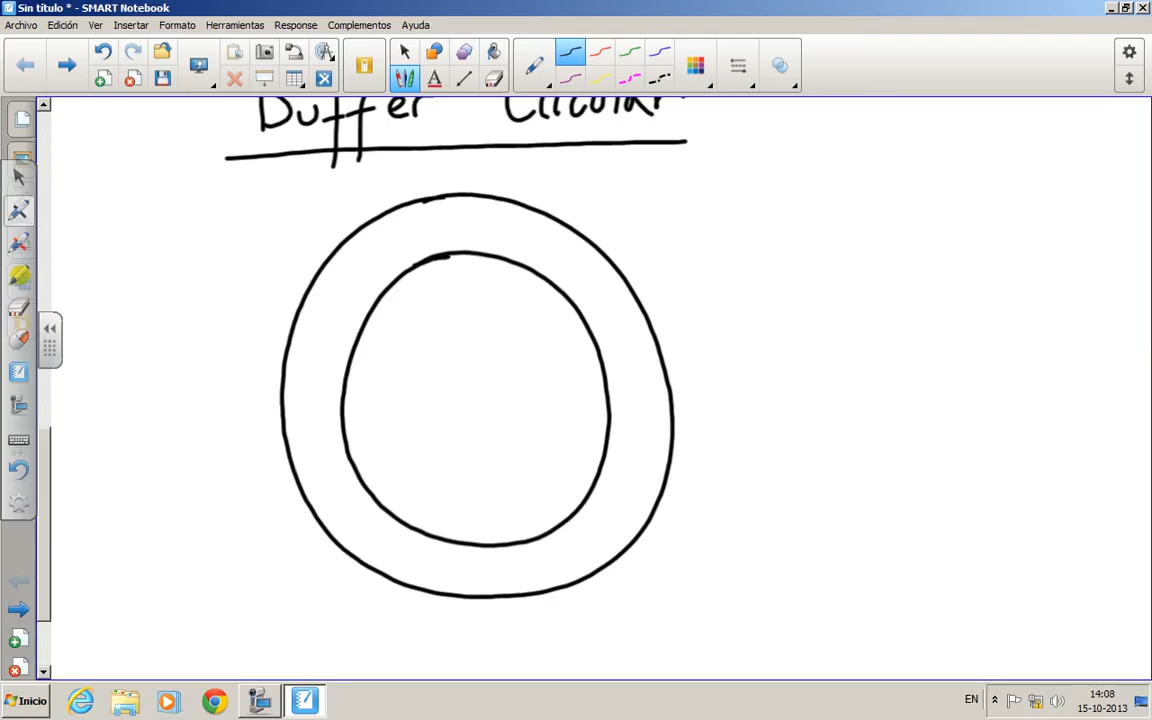 Sin título * - SMART Notebook
Archivo Edición Ver Insertar Formato Herramientas Response Complementos Ayuda
Buffer Circular
Inicio
EN
14:08
15-10-2013